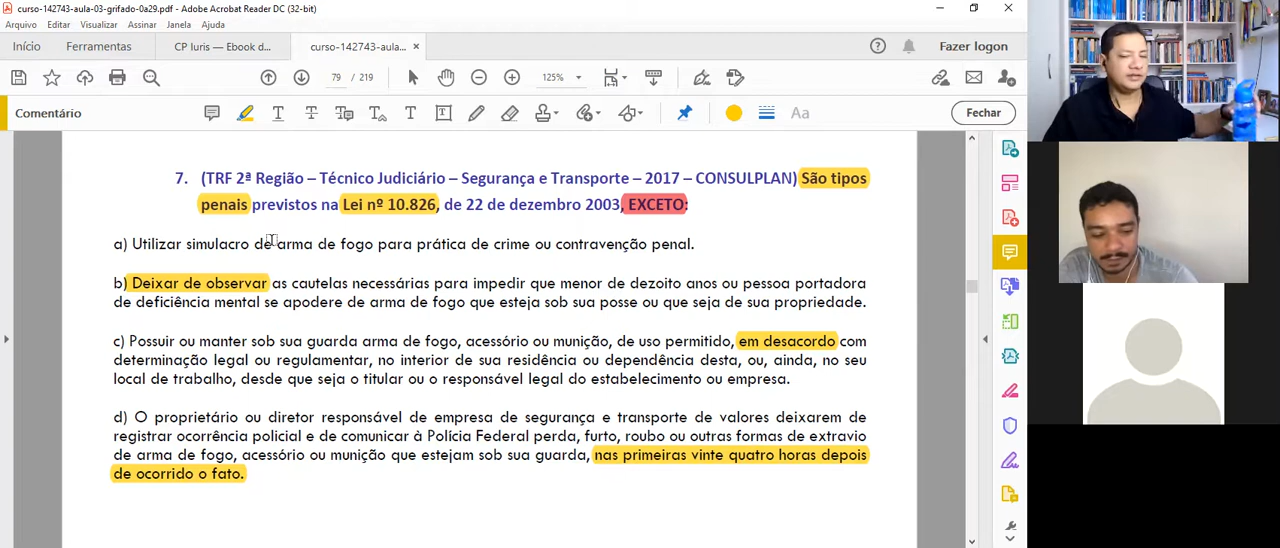 curso-142743-aula-03-grifado-0a29.pdf - Adobe Acrobat Reader DC (32-bit)
Arquivo Editar Visualizar Assinar Janela Ajuda
Início Ferramentas CP Iuris – Ebook d... curso-142743-aula... × Fazer logon
79 / 219 125%
Comentário Fechar
7. (TRF 2ª Região – Técnico Judiciário – Segurança e Transporte – 2017 – CONSULPLAN) São tipos
penais previstos na Lei nº 10.826, de 22 de dezembro 2003, EXCETO:
a) Utilizar simulacro de arma de fogo para prática de crime ou contravenção penal.
b) Deixar de observar as cautelas necessárias para impedir que menor de dezoito anos ou pessoa portadora
de deficiência mental se apodere de arma de fogo que esteja sob sua posse ou que seja de sua propriedade.
c) Possuir ou manter sob sua guarda arma de fogo, acessório ou munição, de uso permitido, em desacordo com
determinação legal ou regulamentar, no interior de sua residência ou dependência desta, ou, ainda, no seu
local de trabalho, desde que seja o titular ou o responsável legal do estabelecimento ou empresa.
d) O proprietário ou diretor responsável de empresa de segurança e transporte de valores deixarem de
registrar ocorrência policial e de comunicar à Polícia Federal perda, furto, roubo ou outras formas de extravio
de arma de fogo, acessório ou munição que estejam sob sua guarda, nas primeiras vinte quatro horas depois
de ocorrido o fato.